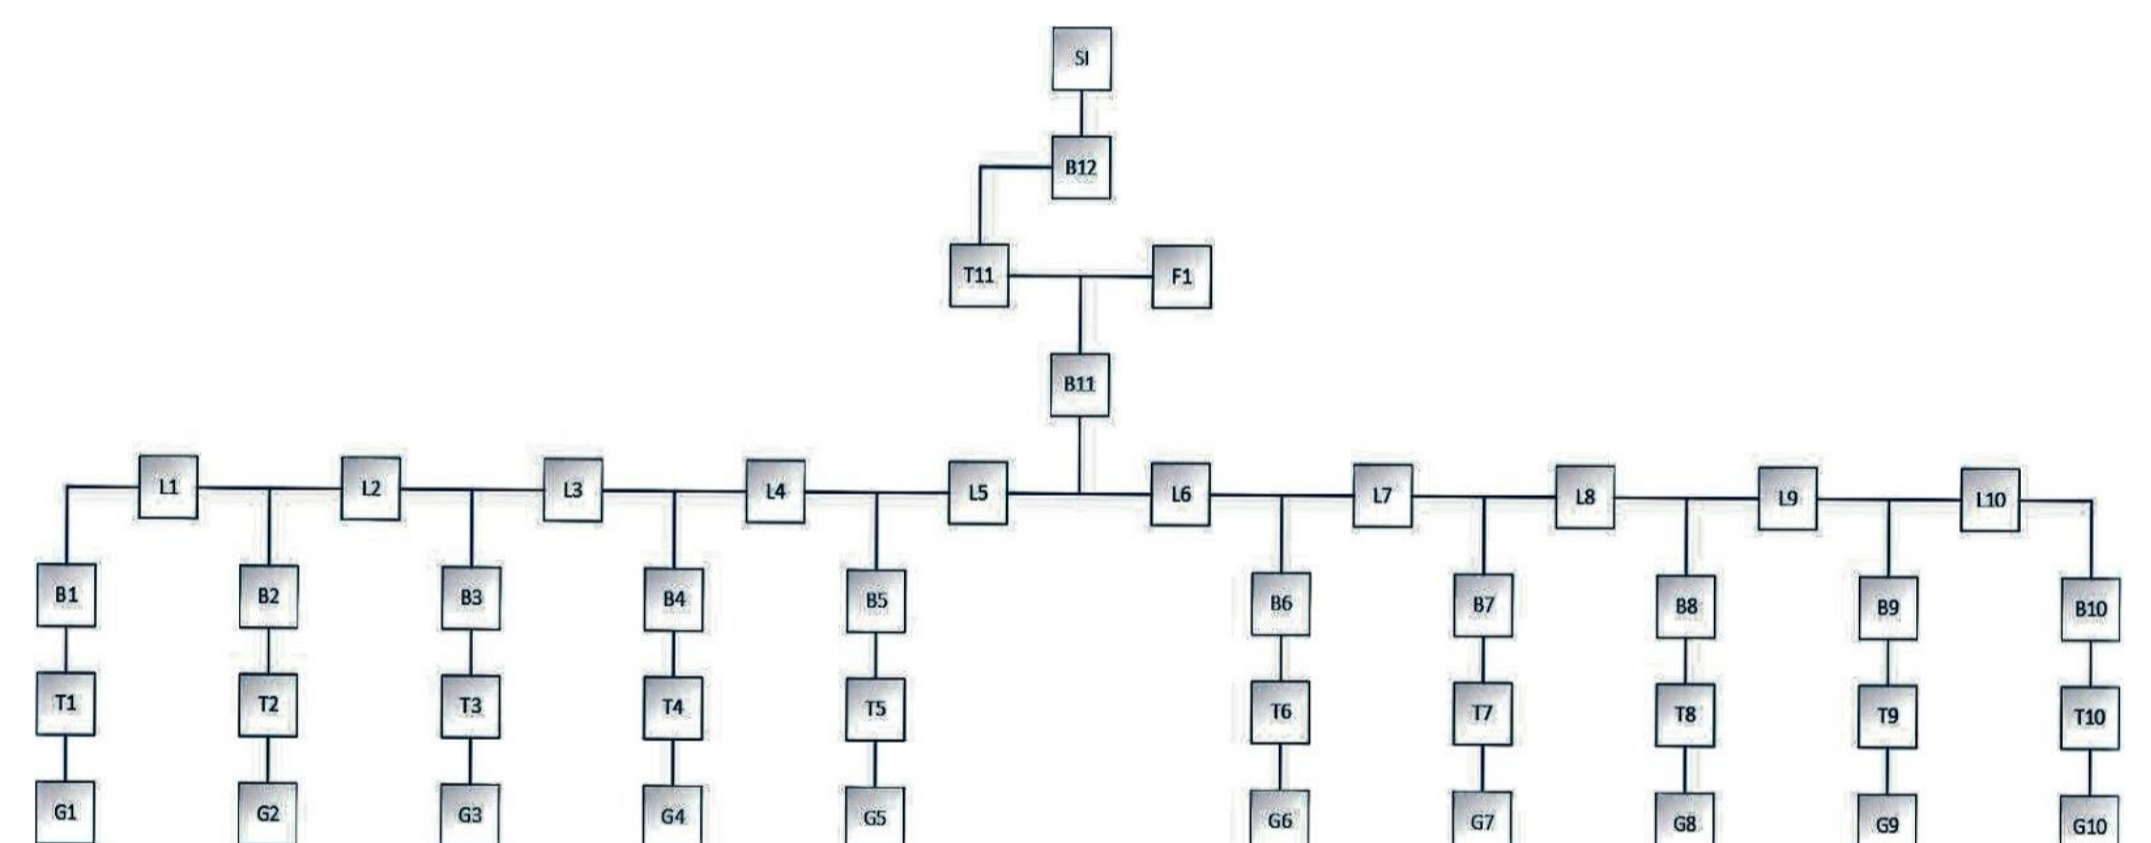 SI
B12
T11 F1
B11
L1 L2 L3 L4 L5 L6 L7 L8 L9 L10
B1 B2 B3 B4 B5 B6 B7 B8 B9 B10
T1 T2 T3 T4 T5 T6 T7 T8 T9 T10
G1 G2 G3 G4 G5 G6 G7 G8 G9 G10